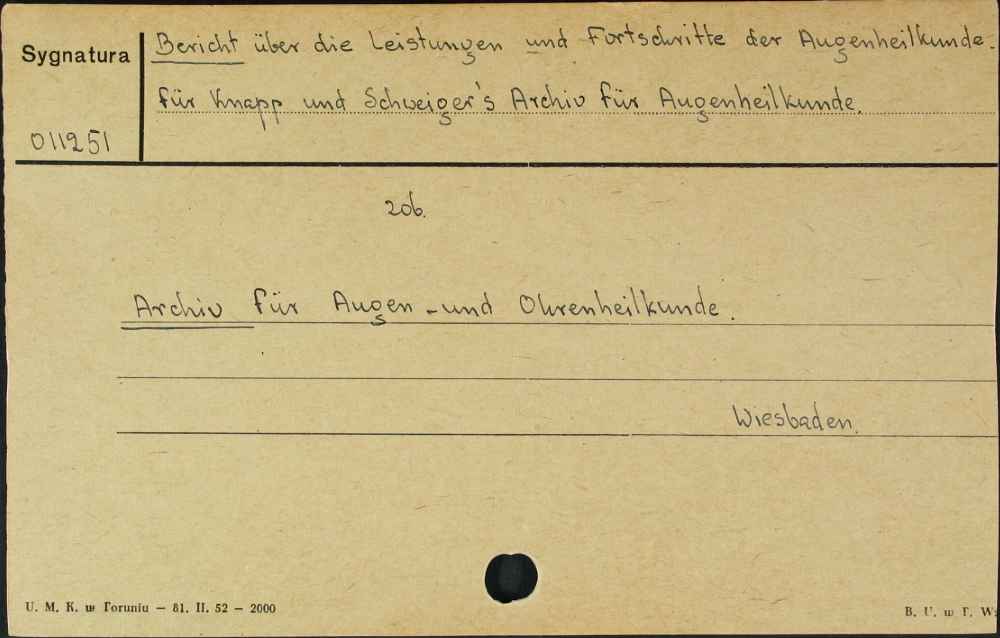 Sygnatura
Bericht über die Leistungen und Fortschritte der Augenheilkunde.
für Knapp und Schweiger's Archiv für Augenheilkunde.
011251
zob.
Archiv für Augen-und Ohrenheilkunde.
Wiesbaden.
U. M. K. w Toruniu — 81. II. 52 — 2000
B. U. w T. W